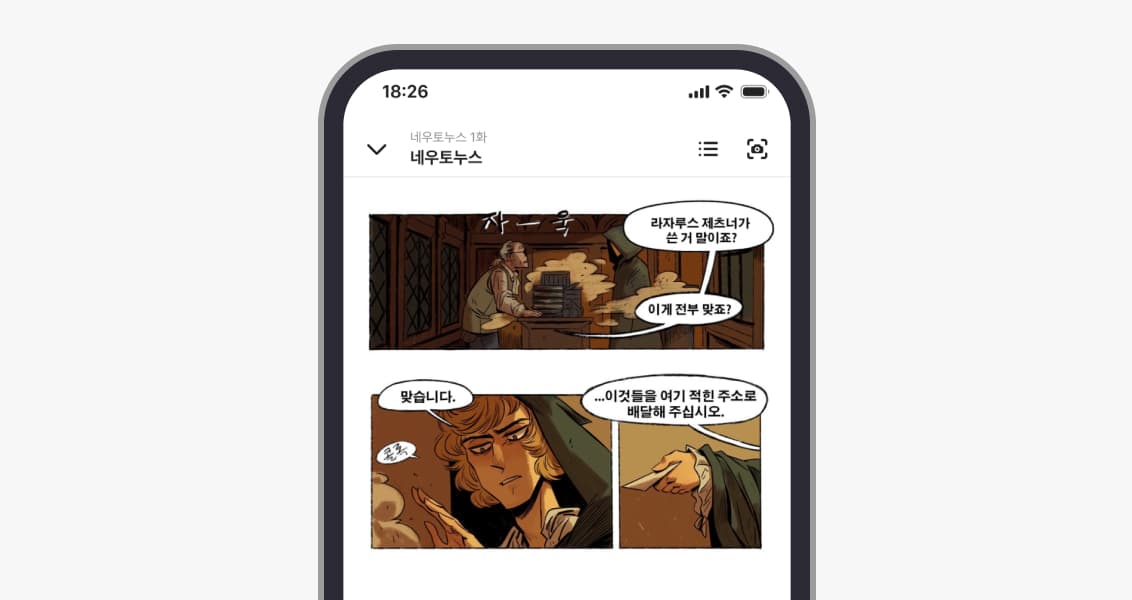 18:26
네우토누스 1화
네우토누스
자 — 욱
라자루스 제츠너가
쓴 거 말이죠?
이게 전부 맞죠?
맞습니다.
콜록
...이것들을 여기 적힌 주소로
배달해 주십시오.